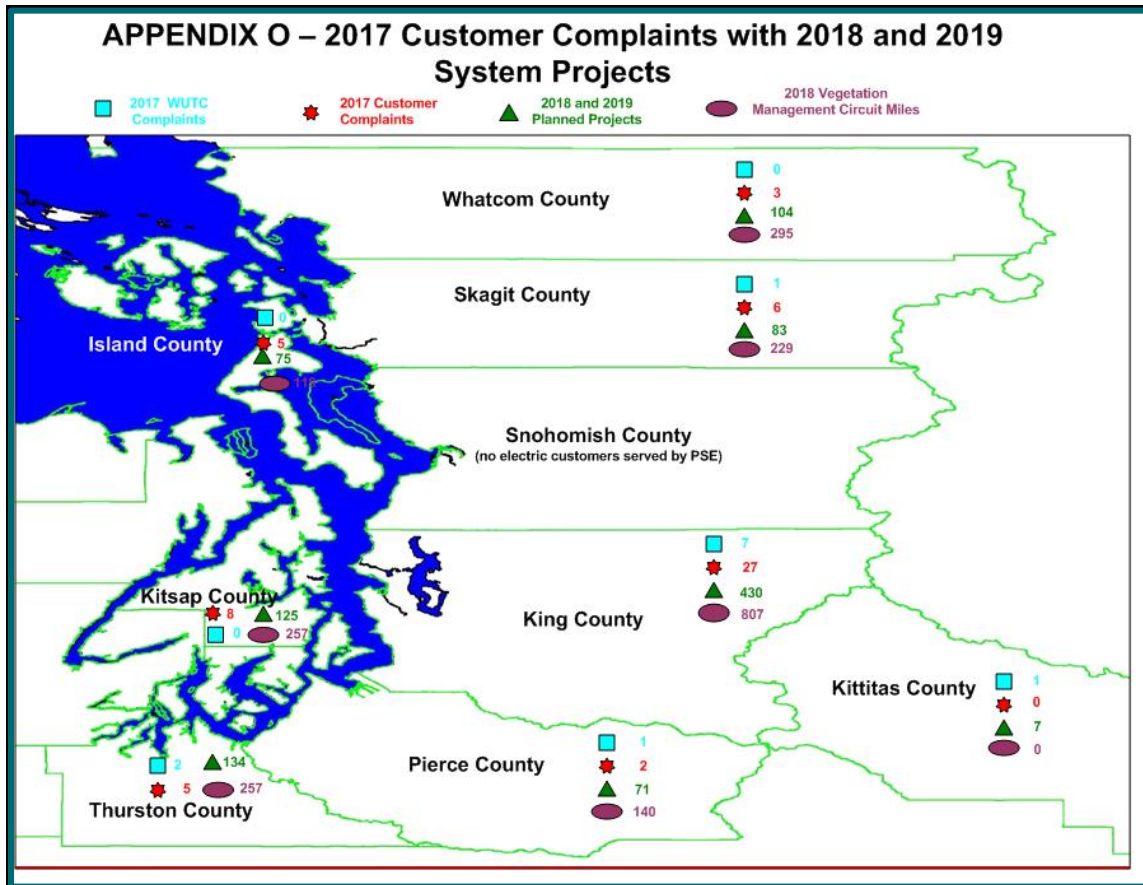 APPENDIX O – 2017 Customer Complaints with 2018 and 2019
System Projects
2017 WUTC
Complaints
2017 Customer
Complaints
2018 and 2019
Planned Projects
2018 Vegetation
Management Circuit Miles
Whatcom County
0
3
104
295
Skagit County
1
6
83
229
Island County
0
5
75
Snohomish County
(no electric customers served by PSE)
King County
7
27
430
807
Kitsap County
8
125
0
257
Kittitas County
1
0
7
0
Pierce County
1
2
71
140
2
134
5
257
Thurston County